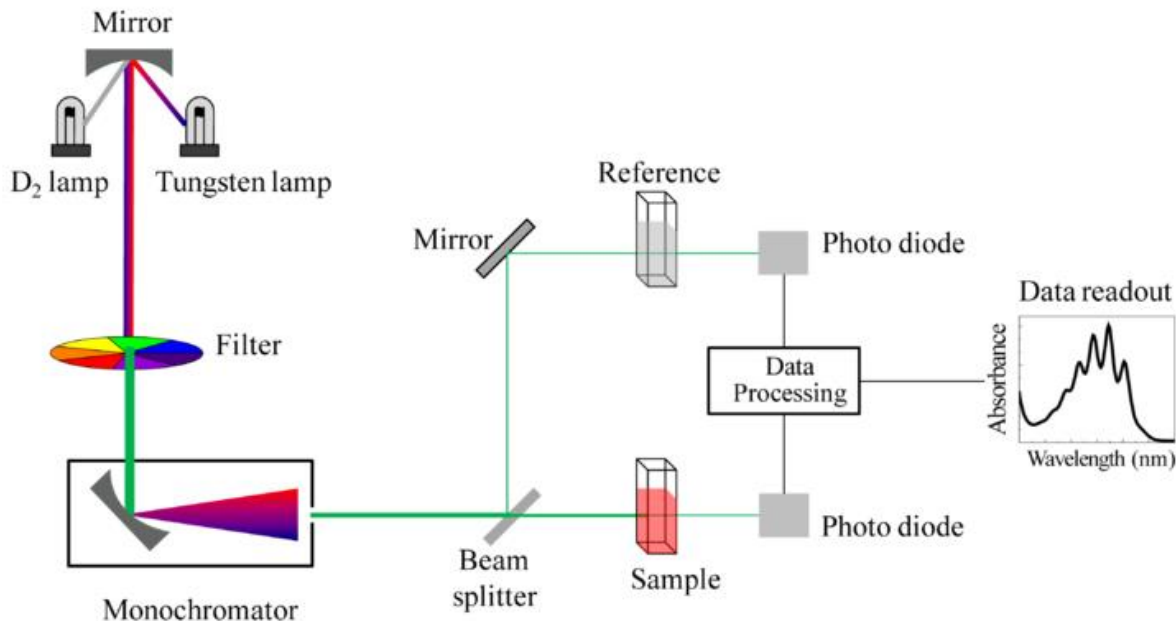 Mirror
D₂ lamp
Tungsten lamp
Filter
Monochromator
Beam
splitter
Mirror
Reference
Sample
Photo diode
Photo diode
Data
Processing
Data readout
Absorbance
Wavelength (nm)